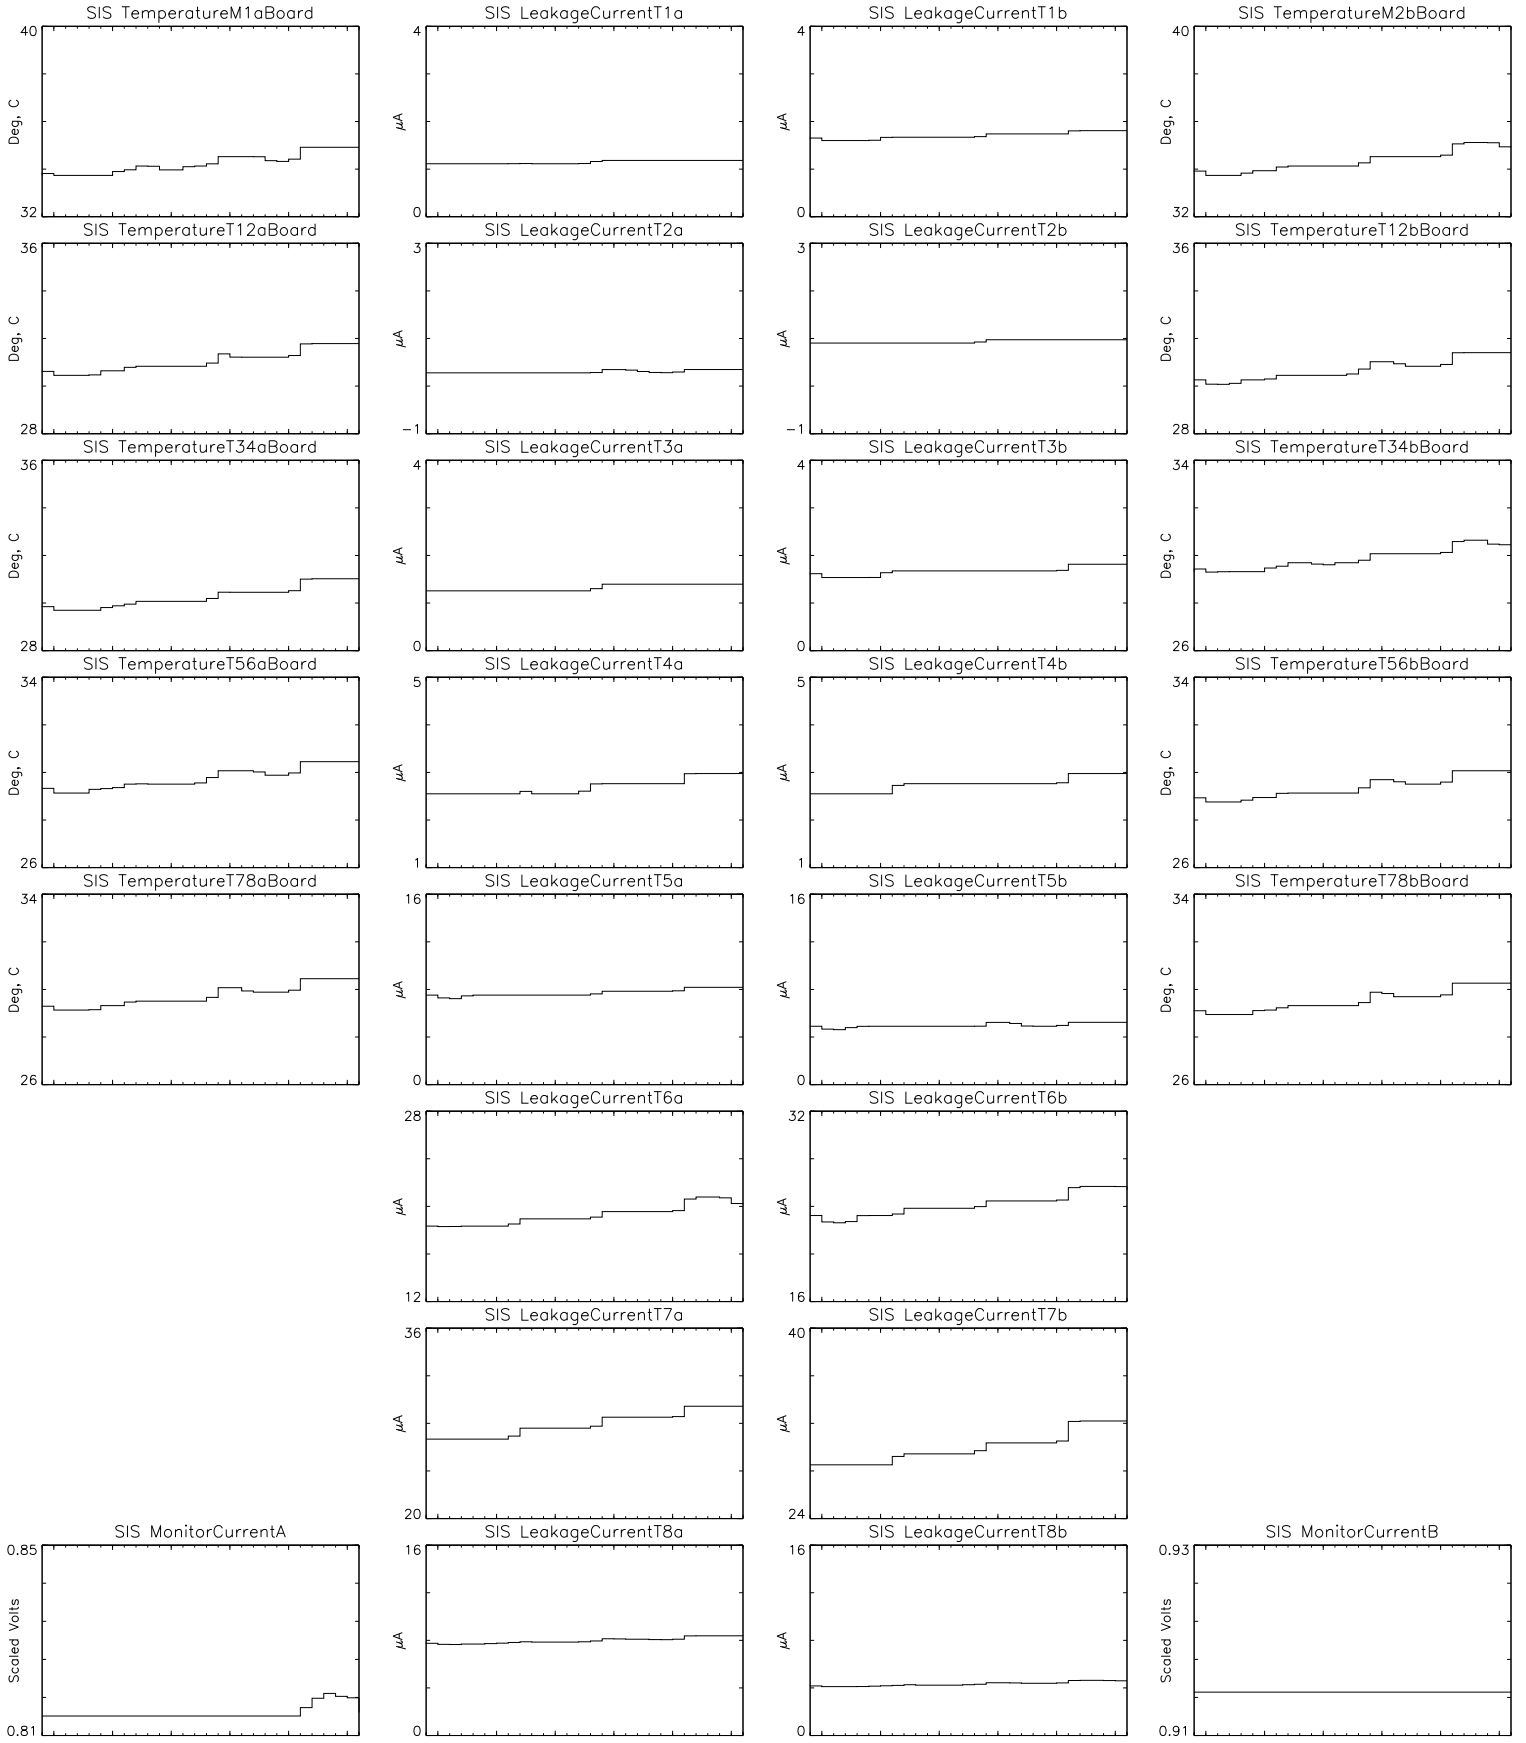 SIS TemperatureM1aBoard SIS LeakageCurrentT1a SIS LeakageCurrentT1b SIS TemperatureM2bBoard
40 4 4 40
Deg, C μA μA Deg, C
32 0 0 32
SIS TemperatureT12aBoard SIS LeakageCurrentT2a SIS LeakageCurrentT2b SIS TemperatureT12bBoard
36 3 3 36
Deg, C μA μA Deg, C
28 −1 −1 28
SIS TemperatureT34aBoard SIS LeakageCurrentT3a SIS LeakageCurrentT3b SIS TemperatureT34bBoard
36 4 4 34
Deg, C μA μA Deg, C
28 0 0 26
SIS TemperatureT56aBoard SIS LeakageCurrentT4a SIS LeakageCurrentT4b SIS TemperatureT56bBoard
34 5 5 34
Deg, C μA μA Deg, C
26 1 1 26
SIS TemperatureT78aBoard SIS LeakageCurrentT5a SIS LeakageCurrentT5b SIS TemperatureT78bBoard
34 16 16 34
Deg, C μA μA Deg, C
26 0 0 26
SIS LeakageCurrentT6a SIS LeakageCurrentT6b
28 32
μA μA
12 16
SIS LeakageCurrentT7a SIS LeakageCurrentT7b
36 40
μA μA
20 24
SIS MonitorCurrentA SIS LeakageCurrentT8a SIS LeakageCurrentT8b SIS MonitorCurrentB
0.85 16 16 0.93
Scaled Volts μA μA Scaled Volts
0.81 0 0 0.91